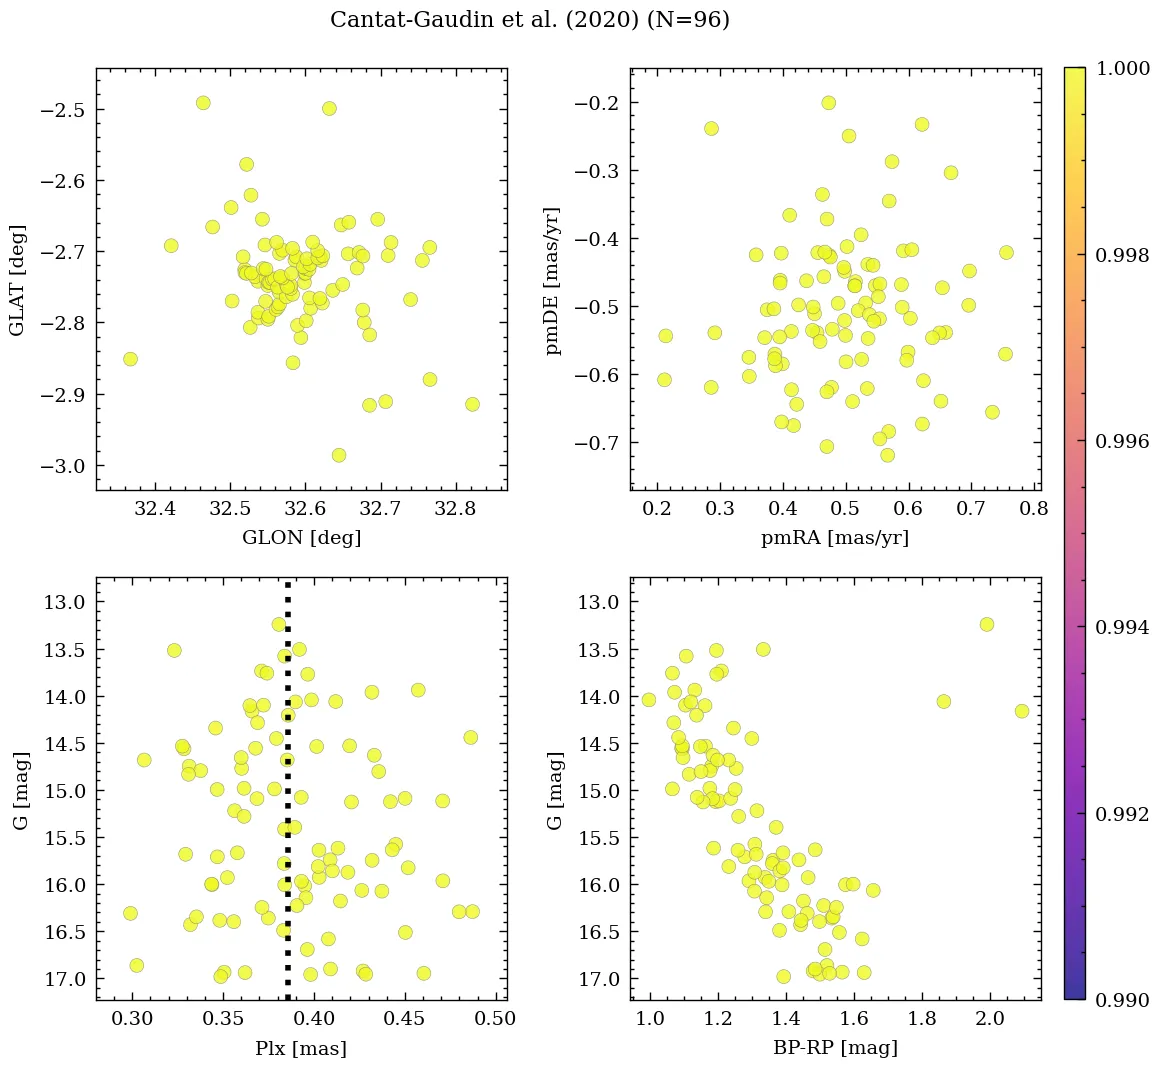 Cantat-Gaudin et al. (2020) (N=96)
−2.5
−2.6
−2.7
−2.8
−2.9
−3.0
GLAT [deg]
32.4 32.5 32.6 32.7 32.8
GLON [deg]
−0.2
−0.3
−0.4
−0.5
−0.6
−0.7
pmDE [mas/yr]
0.2 0.3 0.4 0.5 0.6 0.7 0.8
pmRA [mas/yr]
13.0
13.5
14.0
14.5
15.0
15.5
16.0
16.5
17.0
G [mag]
0.30 0.35 0.40 0.45 0.50
Plx [mas]
13.0
13.5
14.0
14.5
15.0
15.5
16.0
16.5
17.0
G [mag]
1.0 1.2 1.4 1.6 1.8 2.0
BP-RP [mag]
1.000
0.998
0.996
0.994
0.992
0.990